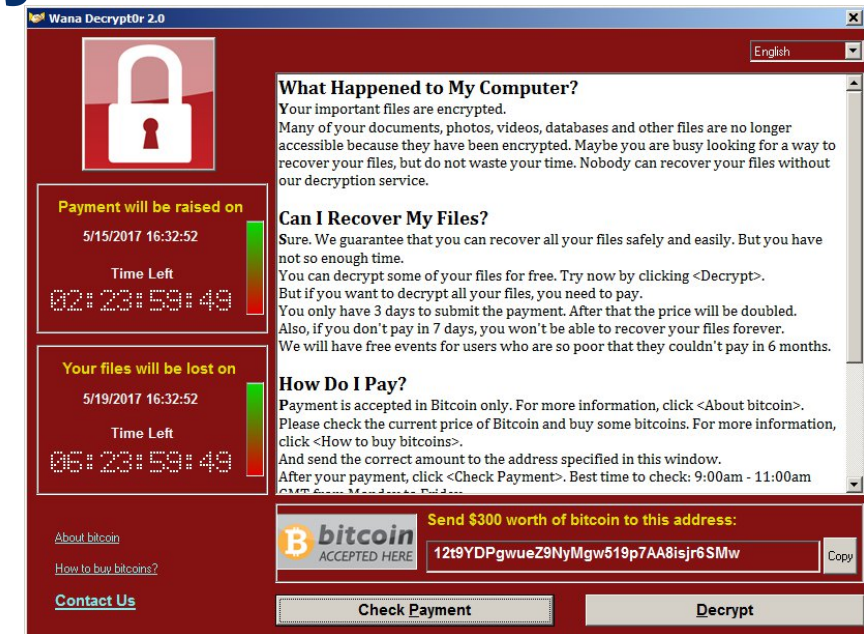 Wana Decrypt0r 2.0
English
What Happened to My Computer?
Your important files are encrypted.
Many of your documents, photos, videos, databases and other files are no longer
accessible because they have been encrypted. Maybe you are busy looking for a way to
recover your files, but do not waste your time. Nobody can recover your files without
our decryption service.
Can I Recover My Files?
Sure. We guarantee that you can recover all your files safely and easily. But you have
not so enough time.
You can decrypt some of your files for free. Try now by clicking <Decrypt>.
But if you want to decrypt all your files, you need to pay.
You only have 3 days to submit the payment. After that the price will be doubled.
Also, if you don't pay in 7 days, you won't be able to recover your files forever.
We will have free events for users who are so poor that they couldn't pay in 6 months.
How Do I Pay?
Payment is accepted in Bitcoin only. For more information, click <About bitcoin>.
Please check the current price of Bitcoin and buy some bitcoins. For more information,
click <How to buy bitcoins>.
And send the correct amount to the address specified in this window.
After your payment, click <Check Payment>. Best time to check: 9:00am - 11:00am
GMT from Monday to Friday
Payment will be raised on
5/15/2017 16:32:52
Time Left
02:23:59:49
Your files will be lost on
5/19/2017 16:32:52
Time Left
06:23:59:49
About bitcoin
How to buy bitcoins?
Contact Us
bitcoin
ACCEPTED HERE
Send $300 worth of bitcoin to this address:
12t9YDPgwueZ9NyMgw519p7AA8isjr6SMw
Copy
Check Payment
Decrypt